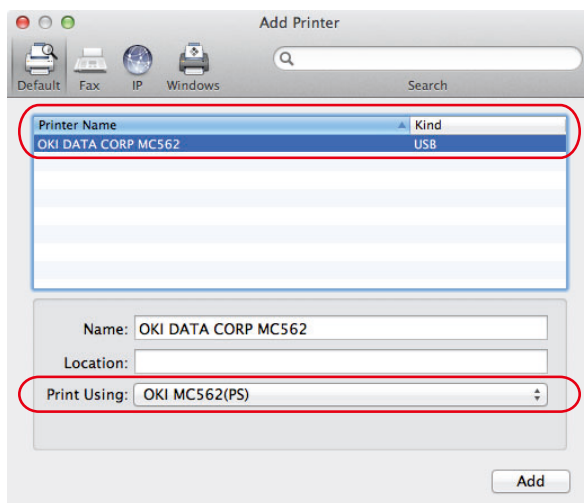 Add Printer
Default Fax IP Windows Search
Printer Name Kind
OKI DATA CORP MC562 USB
Name: OKI DATA CORP MC562
Location:
Print Using: OKI MC562(PS)
Add